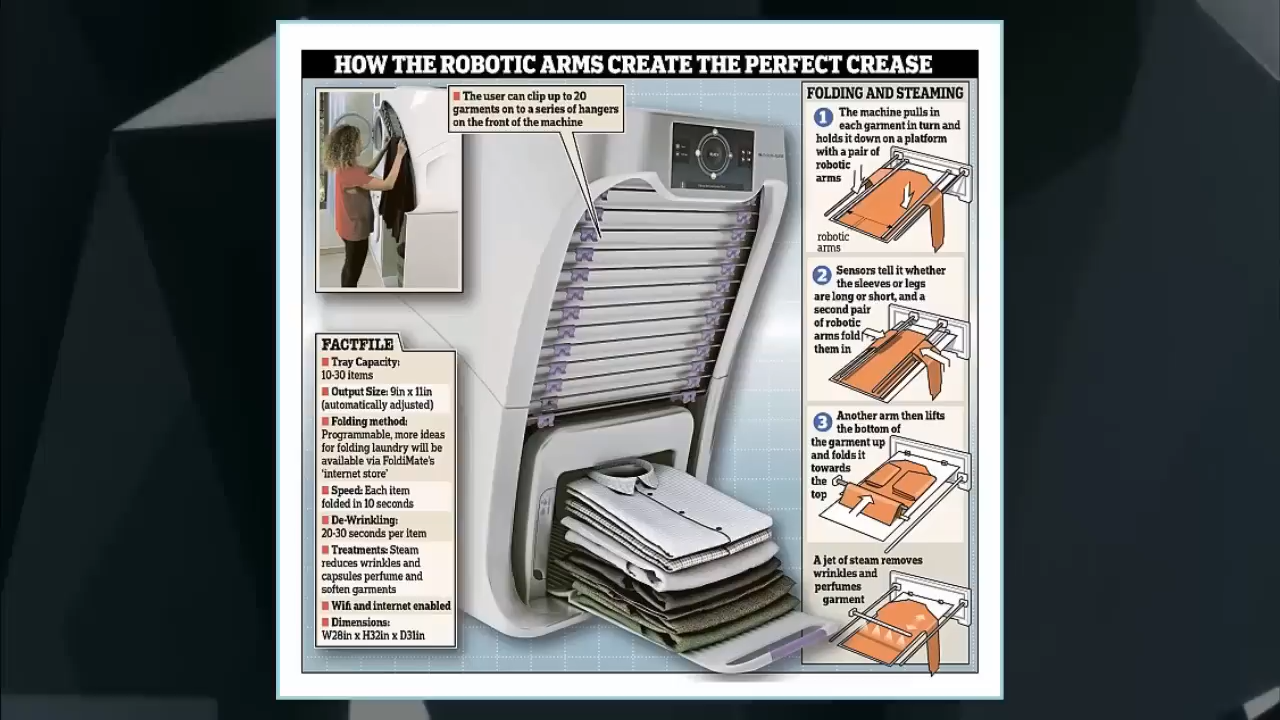 HOW THE ROBOTIC ARMS CREATE THE PERFECT CREASE
The user can clip up to 20
garments on to a series of hangers
on the front of the machine
FACTFILE
Tray Capacity:
10-30 items
Output Size: 9in x 11in
(automatically adjusted)
Folding method:
Programmable, more ideas
for folding laundry will be
available via FoldiMate's
'internet store'
Speed: Each item
folded in 10 seconds
De-Wrinkling:
20-30 seconds per item
Treatments: Steam
reduces wrinkles and
capsules perfume and
soften garments
Wifi and internet enabled
Dimensions:
W28in x H32in x D31in
FOLDING AND STEAMING
1 The machine pulls in
each garment in turn and
holds it down on a platform
with a pair of
robotic
arms
robotic
arms
2 Sensors tell it whether
the sleeves or legs
are long or short, and a
second pair
of robotic
arms fold
them in
3 Another arm then lifts
the bottom of
the garment up
and folds it
towards
the
top
A jet of steam removes
wrinkles and
perfumes
garment